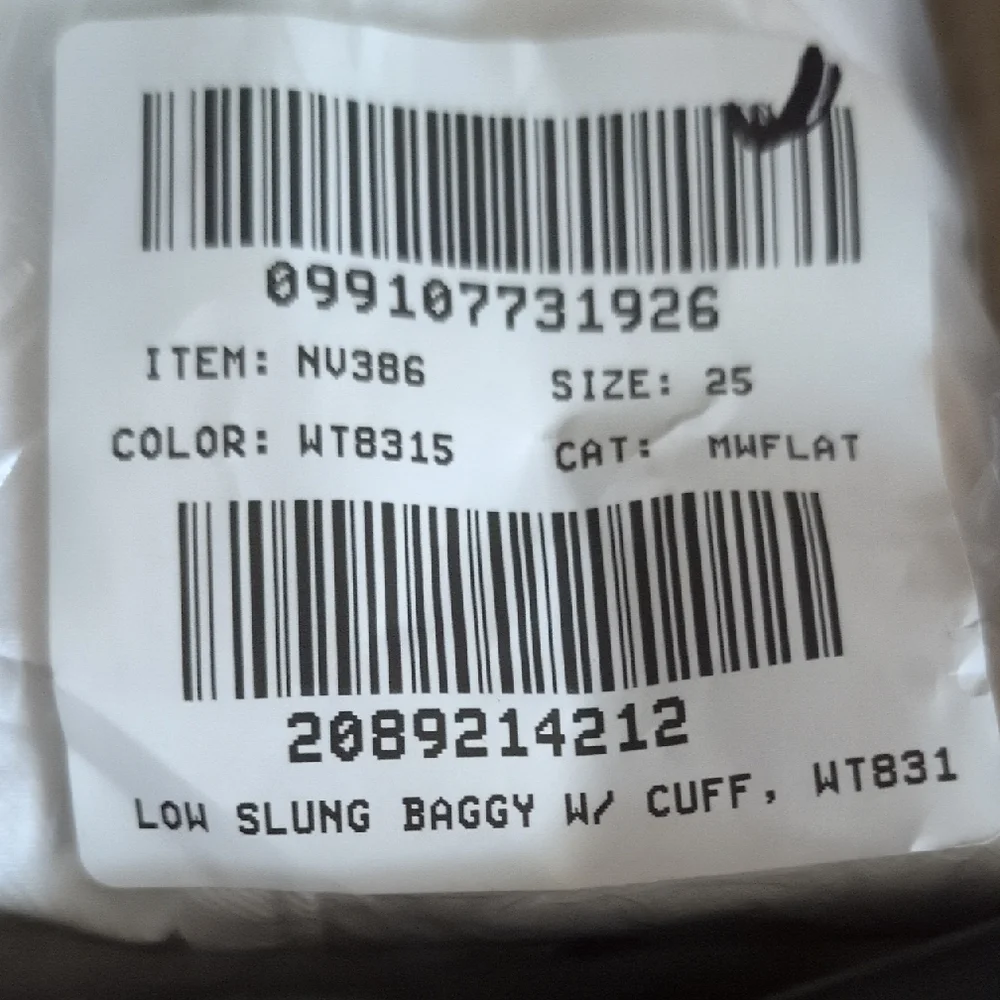 099107731926
ITEM: NV386 SIZE: 25
COLOR: WT8315 CAT: MWFLAT
2089214212
LOW SLUNG BAGGY W/ CUFF, WT831